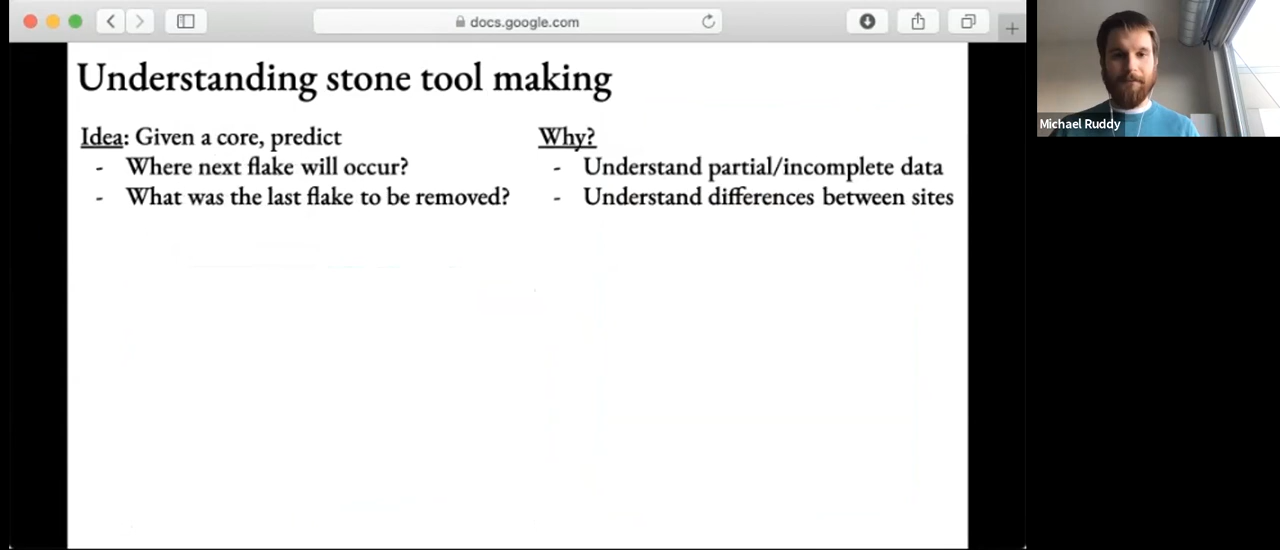 docs.google.com
Understanding stone tool making
Idea: Given a core, predict
- Where next flake will occur?
- What was the last flake to be removed?
Why?
- Understand partial/incomplete data
- Understand differences between sites
Michael Ruddy